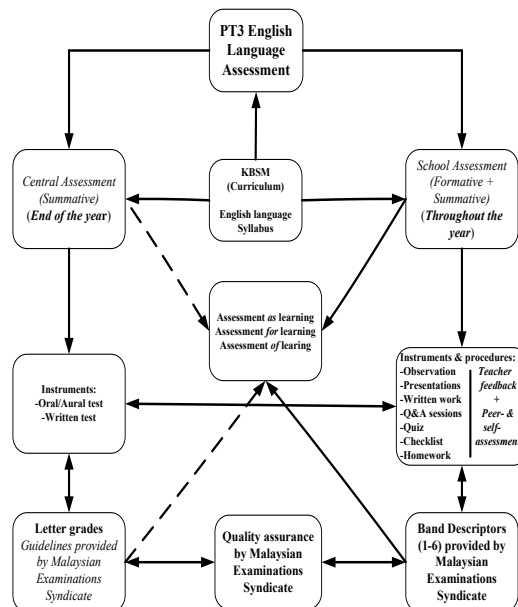 PT3 English
Language
Assessment
Central Assessment
(Summative)
(End of the year)
KBSM
(Curriculum)
English language
Syllabus
School Assessment
(Formative +
Summative)
(Throughout the
year)
Assessment as learning
Assessment for learning
Assessment of learing
Instruments:
-Oral/Aural test
-Written test
Instruments & procedures:
-Observation
-Presentations
-Written work
-Q&A sessions
-Quiz
-Checklist
-Homework
Teacher
feedback
+
Peer- &
self-
assessment
Letter grades
Guidelines provided by
Malaysian
Examinations
Syndicate
Quality assurance
by Malaysian
Examinations
Syndicate
Band Descriptors
(1-6) provided by
Malaysian
Examinations
Syndicate